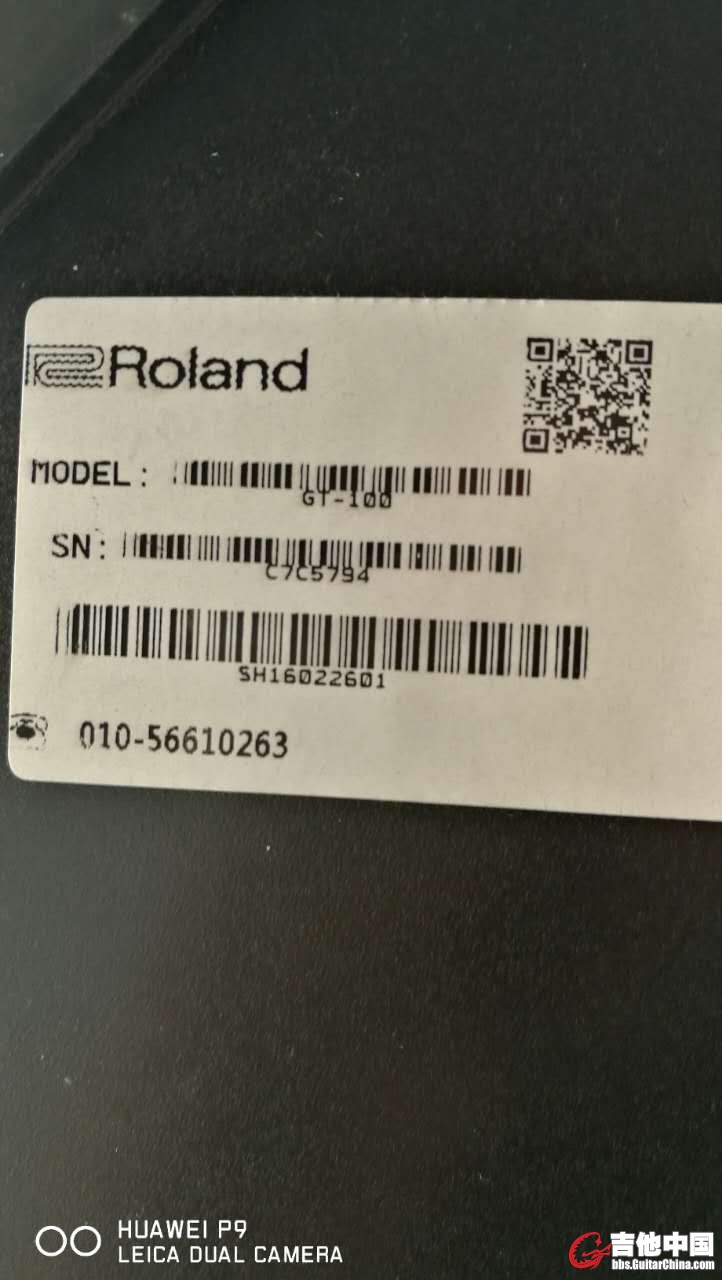 Roland
MODEL:
GT-100
SN:
C7C5794
SH16022601
010-56610263
HUAWEI P9
LEICA DUAL CAMERA
吉他中国
bbs.GuitarChina.com